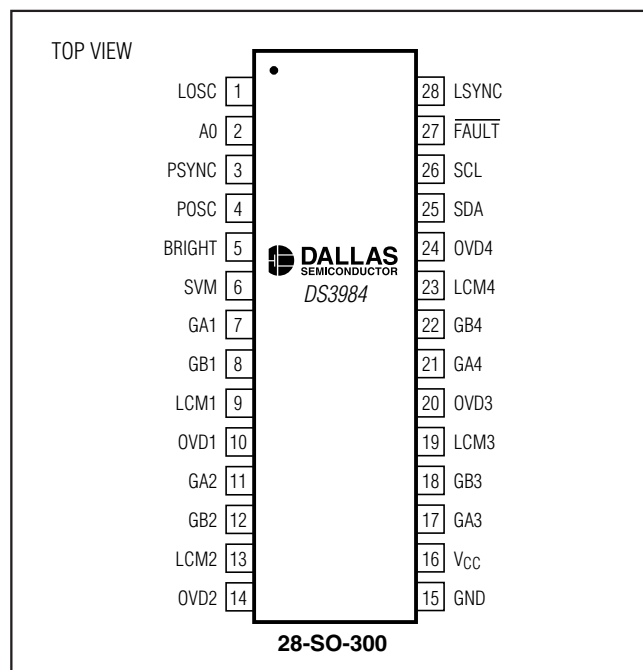 TOP VIEW
LOSC 1
A0 2
PSYNC 3
POSC 4
BRIGHT 5
SVM 6
GA1 7
GB1 8
LCM1 9
OVD1 10
GA2 11
GB2 12
LCM2 13
OVD2 14
DALLAS
SEMICONDUCTOR
DS3984
28 LSYNC
27 FAULT
26 SCL
25 SDA
24 OVD4
23 LCM4
22 GB4
21 GA4
20 OVD3
19 LCM3
18 GB3
17 GA3
16 VCC
15 GND
28-SO-300